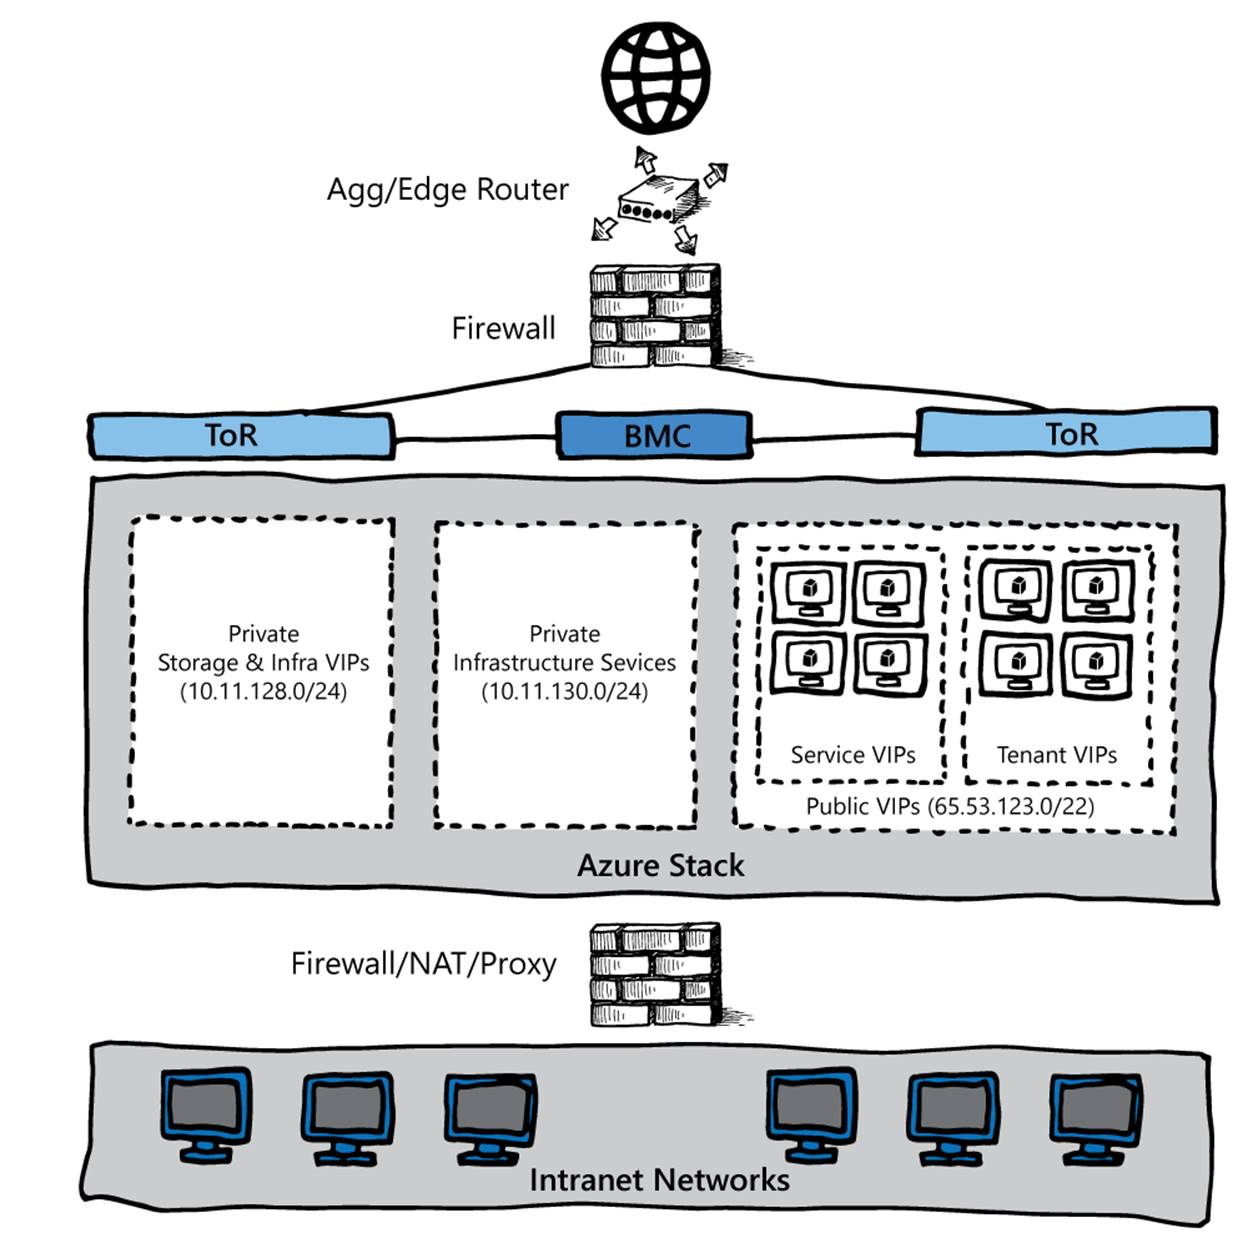 Agg/Edge Router
Firewall
ToR
BMC
ToR
Private
Storage & Infra VIPs
(10.11.128.0/24)
Private
Infrastructure Sevices
(10.11.130.0/24)
Service VIPs
Tenant VIPs
Public VIPs (65.53.123.0/22)
Azure Stack
Firewall/NAT/Proxy
Intranet Networks